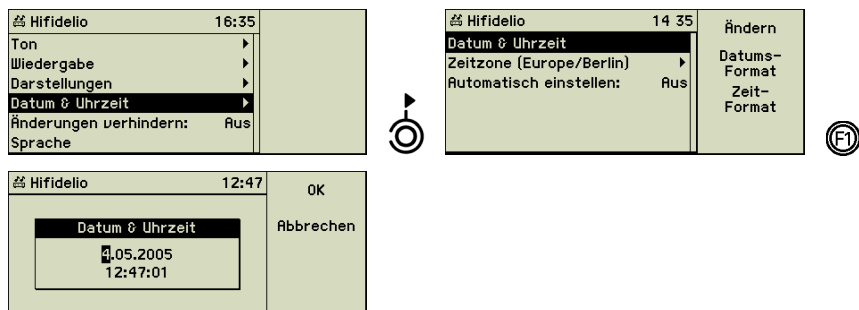 Hifidelio 16:35
Ton
Wiedergabe
Darstellungen
Datum & Uhrzeit
Änderungen verhindern: Aus
Sprache
Hifidelio 14 35
Datum & Uhrzeit
Zeitzone (Europe/Berlin)
Automatisch einstellen: Aus
Ändern
Datums-
Format
Zeit-
Format
F1
Hifidelio 12:47
Datum & Uhrzeit
4.05.2005
12:47:01
OK
Abbrechen